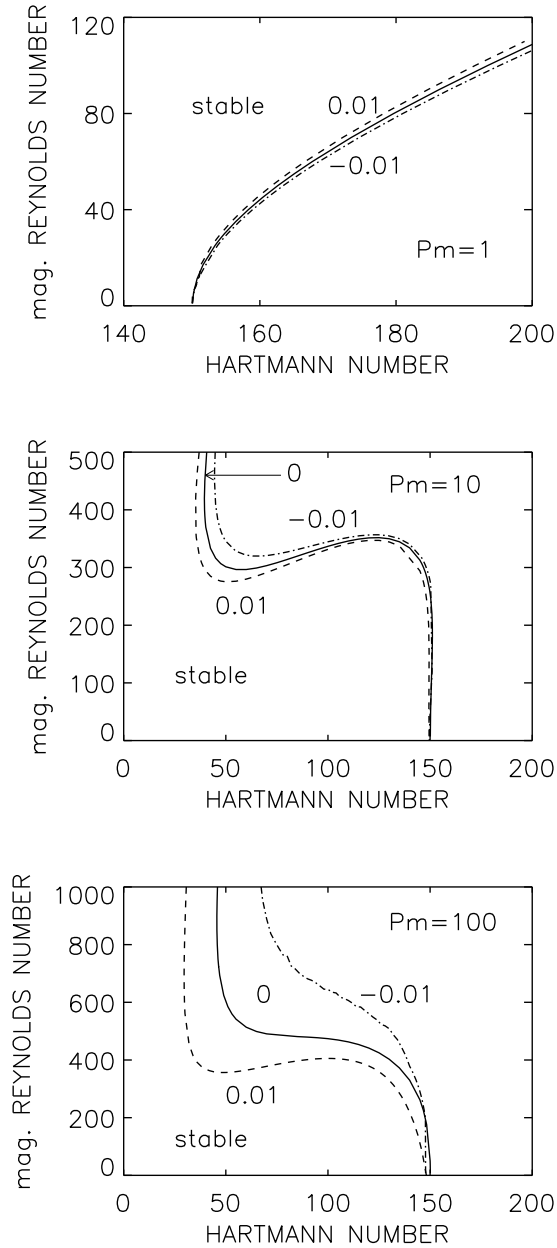 120
80
40
0
mag. REYNOLDS NUMBER
stable
0.01
−0.01
Pm=1
140 160 180 200
HARTMANN NUMBER
500
400
300
200
100
0
mag. REYNOLDS NUMBER
0
Pm=10
−0.01
0.01
stable
0 50 100 150 200
HARTMANN NUMBER
1000
800
600
400
200
0
mag. REYNOLDS NUMBER
Pm=100
0
−0.01
0.01
stable
0 50 100 150 200
HARTMANN NUMBER